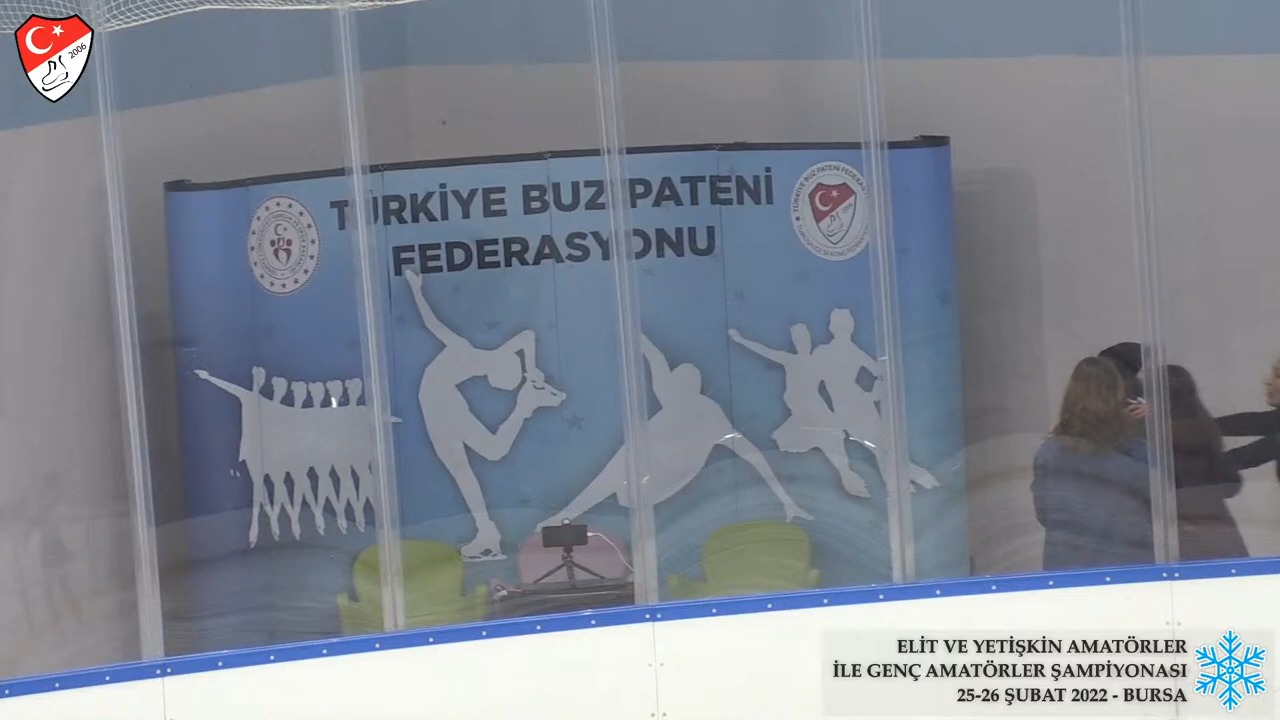 2006
TÜRKİYE BUZ PATENİ
FEDERASYONU
ELİT VE YETİŞKİN AMATÖRLER
İLE GENÇ AMATÖRLER ŞAMPİYONASI
25-26 ŞUBAT 2022 - BURSA